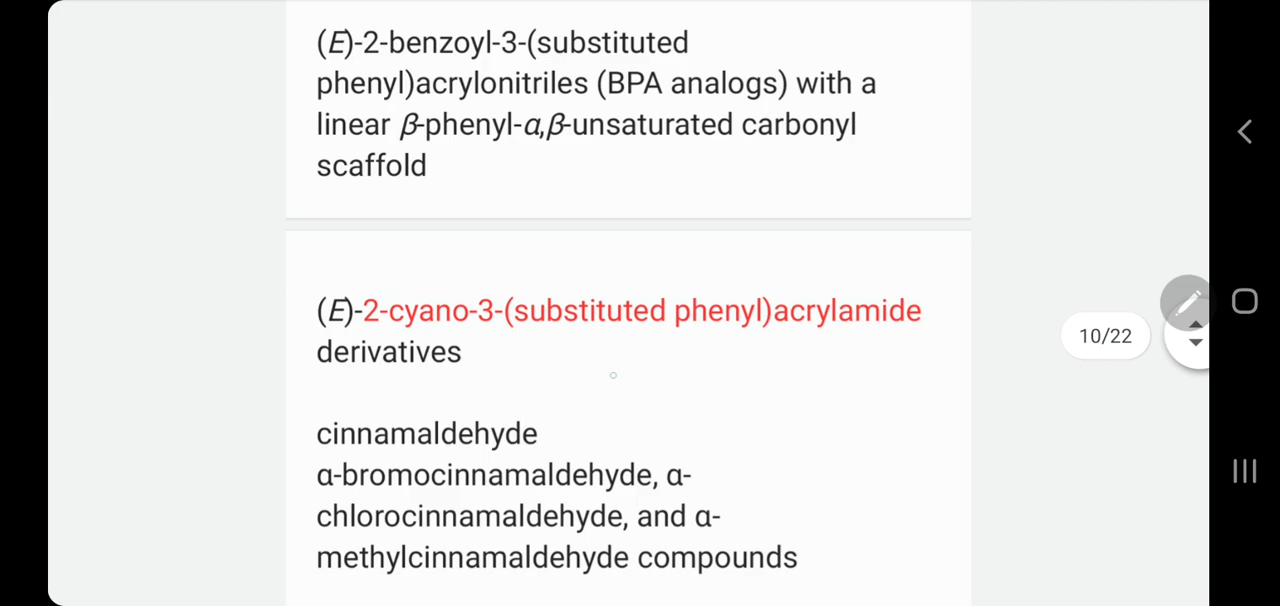 (E)-2-benzoyl-3-(substituted
phenyl)acrylonitriles (BPA analogs) with a
linear β-phenyl-α,β-unsaturated carbonyl
scaffold
(E)-2-cyano-3-(substituted phenyl)acrylamide
derivatives
10/22
cinnamaldehyde
α-bromocinnamaldehyde, α-
chlorocinnamaldehyde, and α-
methylcinnamaldehyde compounds